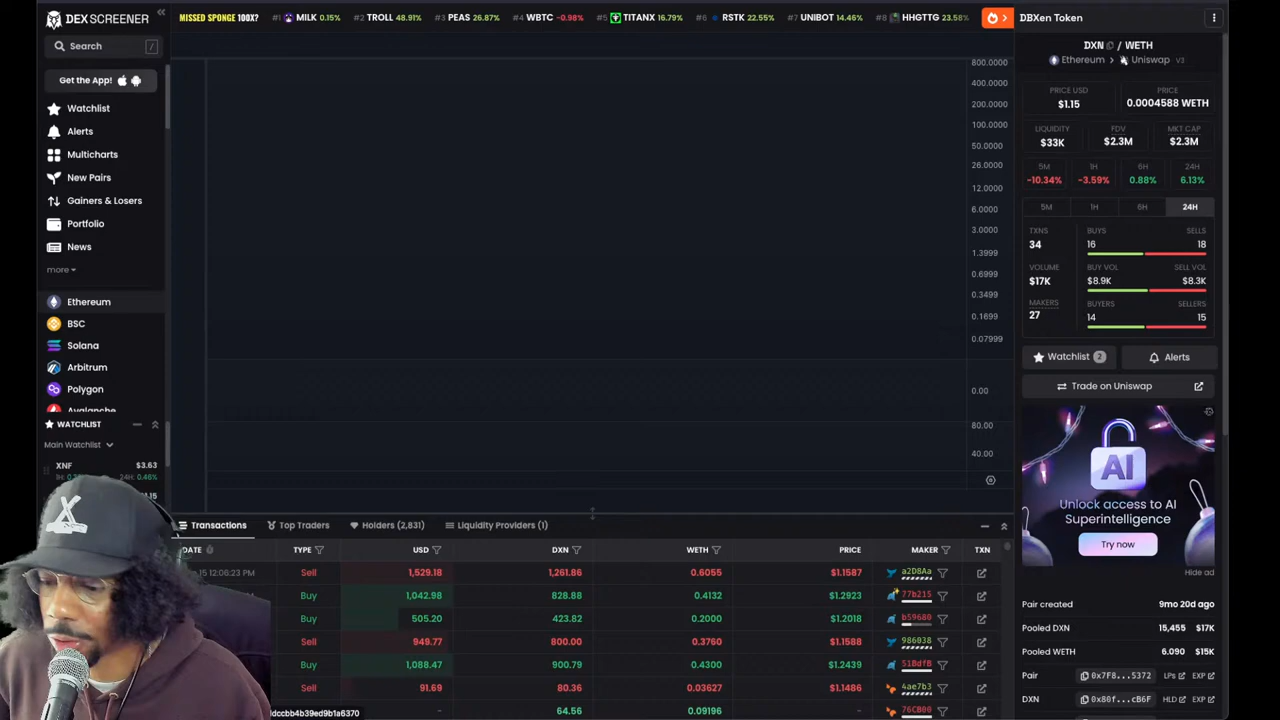 DEX SCREENER
MISSED SPONGE 100X?
#1 MILK 0.15%
#2 TROLL 48.91%
#3 PEAS 26.87%
#4 WBTC -0.98%
#5 TITANX 16.79%
#6 RSTK 22.55%
#7 UNIBOT 14.46%
#8 HHGTTG 23.58%
DBXen Token
Search /
Get the App!
Watchlist
Alerts
Multicharts
New Pairs
Gainers & Losers
Portfolio
News
more
Ethereum
BSC
Solana
Arbitrum
Polygon
Avalanche
WATCHLIST
Main Watchlist
XNF $3.63
24H: 0.46%
800.0000
400.0000
200.0000
100.0000
50.0000
26.0000
12.0000
6.0000
3.0000
1.3999
0.6999
0.3499
0.1699
0.07999
0.00
80.00
40.00
Transactions Top Traders Holders (2,831) Liquidity Providers (1)
DATE TYPE USD DXN WETH PRICE MAKER TXN
15 12:06:23 PM Sell 1,529.18 1,261.86 0.6055 $1.1587 a2D8Aa
Buy 1,042.98 828.88 0.4132 $1.2923 77b215
Buy 505.20 423.82 0.2000 $1.2018 b59680
Sell 949.77 800.00 0.3760 $1.1588 986038
Buy 1,088.47 900.79 0.4300 $1.2439 518dfB
Sell 91.69 80.36 0.03627 $1.1486 4ae7b3
- 64.56 0.09196 - 76CB00
ldccbb4b39ed9b1a6370
DXN / WETH
Ethereum > Uniswap V3
PRICE USD PRICE
$1.15 0.0004588 WETH
LIQUIDITY FDV MKT CAP
$33K $2.3M $2.3M
5M 1H 6H 24H
-10.34% -3.59% 0.88% 6.13%
5M 1H 6H 24H
TXNS BUYS SELLS
34 16 18
VOLUME BUY VOL SELL VOL
$17K $8.9K $8.3K
MAKERS BUYERS SELLERS
27 14 15
Watchlist 2 Alerts
Trade on Uniswap
AI
Unlock access to AI
Superintelligence
Try now
Hide ad
Pair created 9mo 20d ago
Pooled DXN 15,455 $17K
Pooled WETH 6.090 $15K
Pair 0x7F8...5372 LPs EXP
DXN 0x80f...cB6F HLD EXP